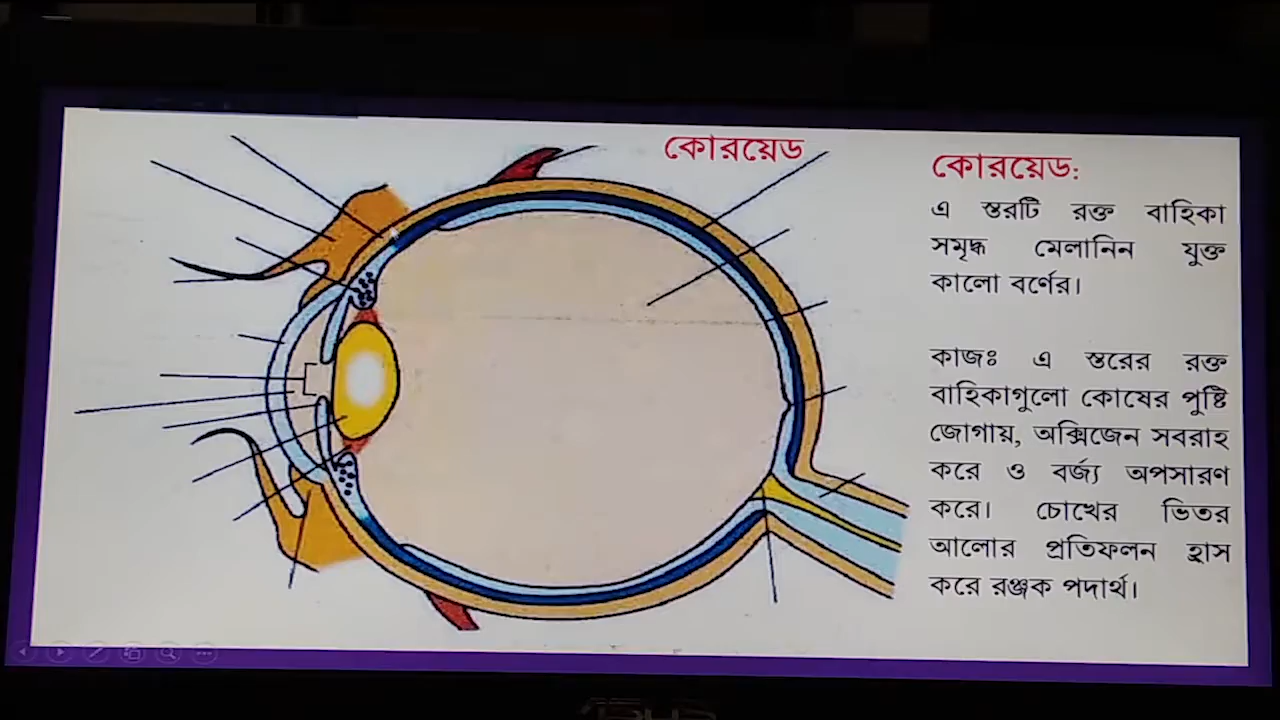 কোরয়েড
কোরয়েড:
এ স্তরটি রক্ত বাহিকা
সমৃদ্ধ মেলানিন যুক্ত
কালো বর্ণের।
কাজঃ এ স্তরের রক্ত
বাহিকাগুলো কোষের পুষ্টি
জোগায়, অক্সিজেন সবরাহ
করে ও বর্জ্য অপসারণ
করে। চোখের ভিতর
আলোর প্রতিফলন হ্রাস
করে রঞ্জক পদার্থ।